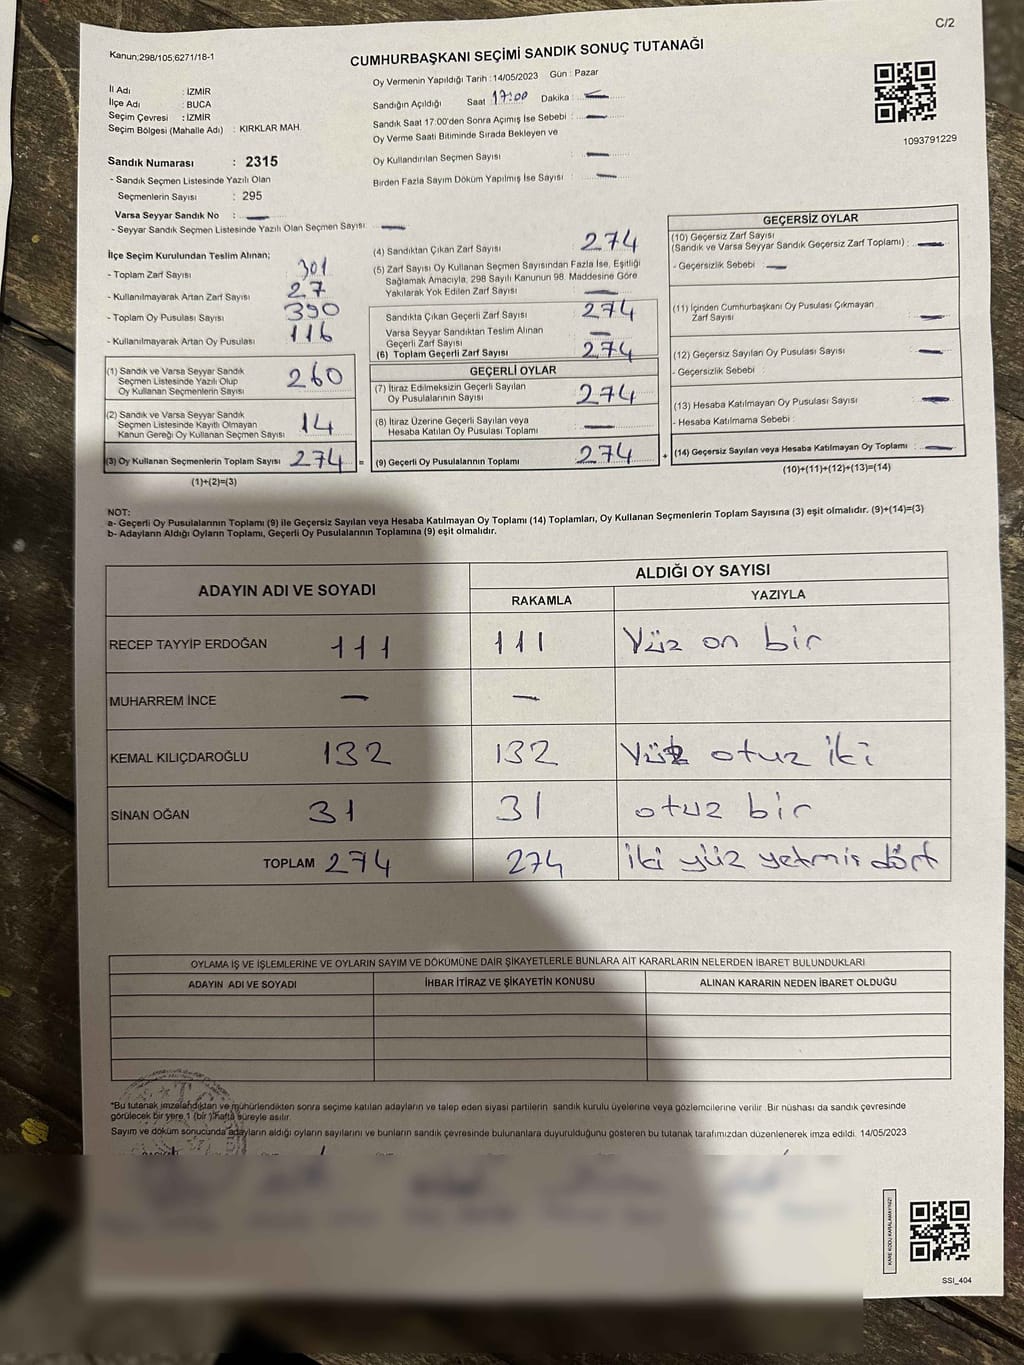 C/2
Kanun;298/105,6271/18-1
CUMHURBAŞKANI SEÇİMİ SANDIK SONUÇ TUTANAĞI
Oy Vermenin Yapıldığı Tarih : 14/05/2023 Gün : Pazar
İl Adı : İZMİR
İlçe Adı : BUCA
Seçim Çevresi : İZMİR
Seçim Bölgesi (Mahalle Adı) : KIRKLAR MAH.
Sandığın Açıldığı Saat 17:00 Dakika : —
Sandık Saat 17:00'den Sonra Açımış İse Sebebi : —
Oy Verme Saati Bitiminde Sırada Bekleyen ve
Oy Kullandırılan Seçmen Sayısı : —
Birden Fazla Sayım Döküm Yapılmış İse Sayısı : —
1093791229
Sandık Numarası : 2315
- Sandık Seçmen Listesinde Yazılı Olan
Seçmenlerin Sayısı : 295
Varsa Seyyar Sandık No : —
- Seyyar Sandık Seçmen Listesinde Yazılı Olan Seçmen Sayısı: —
İlçe Seçim Kurulundan Teslim Alınan;
- Toplam Zarf Sayısı 301
- Kullanılmayarak Artan Zarf Sayısı 27
- Toplam Oy Pusulası Sayısı 390
- Kullanılmayarak Artan Oy Pusulası 116
(1) Sandık ve Varsa Seyyar Sandık
Seçmen Listesinde Yazılı Olup
Oy Kullanan Seçmenlerin Sayısı 260
(2) Sandık ve Varsa Seyyar Sandık
Seçmen Listesinde Kayıtlı Olmayan
Kanun Gereği Oy Kullanan Seçmen Sayısı 14
(3) Oy Kullanan Seçmenlerin Toplam Sayısı 274 =
(1)+(2)=(3)
(4) Sandıktan Çıkan Zarf Sayısı 274
(5) Zarf Sayısı Oy Kullanan Seçmen Sayısından Fazla İse, Eşitliği
Sağlamak Amacıyla, 298 Sayılı Kanunun 98. Maddesine Göre
Yakılarak Yok Edilen Zarf Sayısı —
Sandıkta Çıkan Geçerli Zarf Sayısı 274
Varsa Seyyar Sandıktan Teslim Alınan
Geçerli Zarf Sayısı —
(6) Toplam Geçerli Zarf Sayısı 274
GEÇERLİ OYLAR
(7) İtiraz Edilmeksizin Geçerli Sayılan
Oy Pusulalarının Sayısı 274
(8) İtiraz Üzerine Geçerli Sayılan veya
Hesaba Katılan Oy Pusulası Toplamı —
(9) Geçerli Oy Pusulalarının Toplamı 274 +
GEÇERSİZ OYLAR
(10) Geçersiz Zarf Sayısı
(Sandık ve Varsa Seyyar Sandık Geçersiz Zarf Toplamı) : —
- Geçersizlik Sebebi : —
(11) İçinden Cumhurbaşkanı Oy Pusulası Çıkmayan
Zarf Sayısı : —
(12) Geçersiz Sayılan Oy Pusulası Sayısı : —
- Geçersizlik Sebebi :
(13) Hesaba Katılmayan Oy Pusulası Sayısı : —
- Hesaba Katılmama Sebebi :
(14) Geçersiz Sayılan veya Hesaba Katılmayan Oy Toplamı : —
(10)+(11)+(12)+(13)=(14)
NOT:
a- Geçerli Oy Pusulalarının Toplamı (9) ile Geçersiz Sayılan veya Hesaba Katılmayan Oy Toplamı (14) Toplamları, Oy Kullanan Seçmenlerin Toplam Sayısına (3) eşit olmalıdır. (9)+(14)=(3)
b- Adayların Aldığı Oyların Toplamı, Geçerli Oy Pusulalarının Toplamına (9) eşit olmalıdır.
ADAYIN ADI VE SOYADI
ALDIĞI OY SAYISI
RAKAMLA YAZIYLA
RECEP TAYYİP ERDOĞAN 111 111 Yüz on bir
MUHARREM İNCE — —
KEMAL KILIÇDAROĞLU 132 132 Yüz otuz iki
SİNAN OĞAN 31 31 otuz bir
TOPLAM 274 274 iki yüz yetmis dört
OYLAMA İŞ VE İŞLEMLERİNE VE OYLARIN SAYIM VE DÖKÜMÜNE DAİR ŞİKAYETLERLE BUNLARA AİT KARARLARIN NELERDEN İBARET BULUNDUKLARI
ADAYIN ADI VE SOYADI İHBAR İTİRAZ VE ŞİKAYETİN KONUSU ALINAN KARARIN NEDEN İBARET OLDUĞU
*Bu tutanak imzalandıktan ve mühürlendikten sonra seçime katılan adayların ve talep eden siyasi partilerin sandık kurulu üyelerine veya gözlemcilerine verilir. Bir nüshası da sandık çevresinde
görülecek bir yere 1 (bir) hafta süreyle asılır.
Sayım ve döküm sonucunda adayların aldığı oyların sayılarını ve bunların sandık çevresinde bulunanlara duyurulduğunu gösteren bu tutanak tarafımızdan düzenlenerek imza edildi. 14/05/2023
KARE KODU KARALAMAYINIZ!
SSI_404